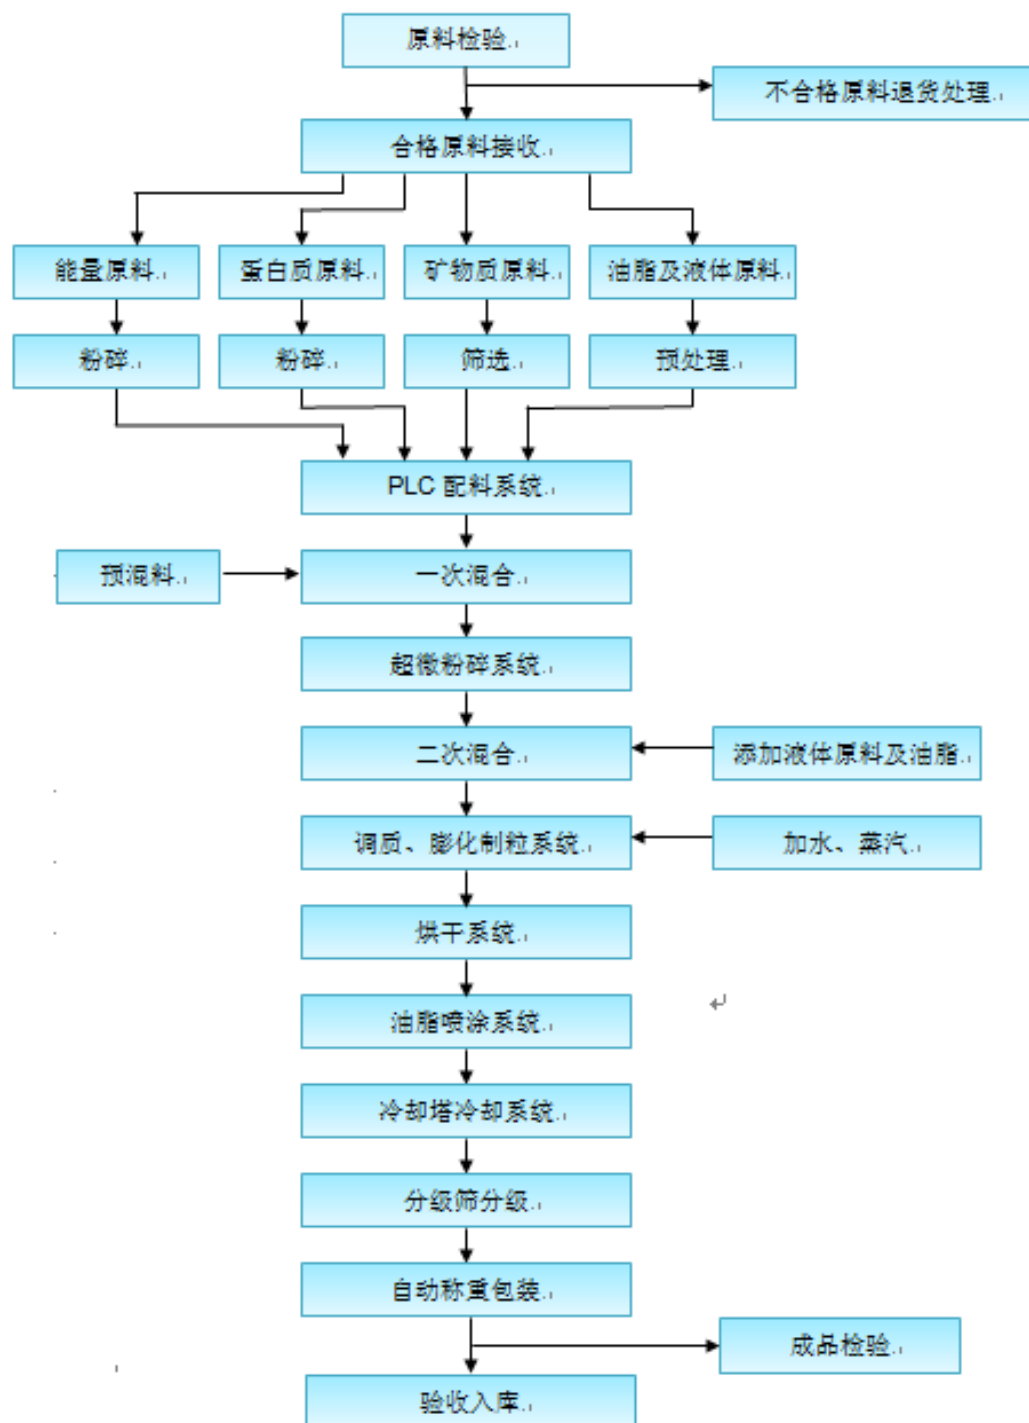 原料检验
不合格原料退货处理
合格原料接收
能量原料
蛋白质原料
矿物质原料
油脂及液体原料
粉碎
粉碎
筛选
预处理
PLC 配料系统
预混料
一次混合
超微粉碎系统
二次混合
添加液体原料及油脂
调质、膨化制粒系统
加水、蒸汽
烘干系统
油脂喷涂系统
冷却塔冷却系统
分级筛分级
自动称重包装
成品检验
验收入库